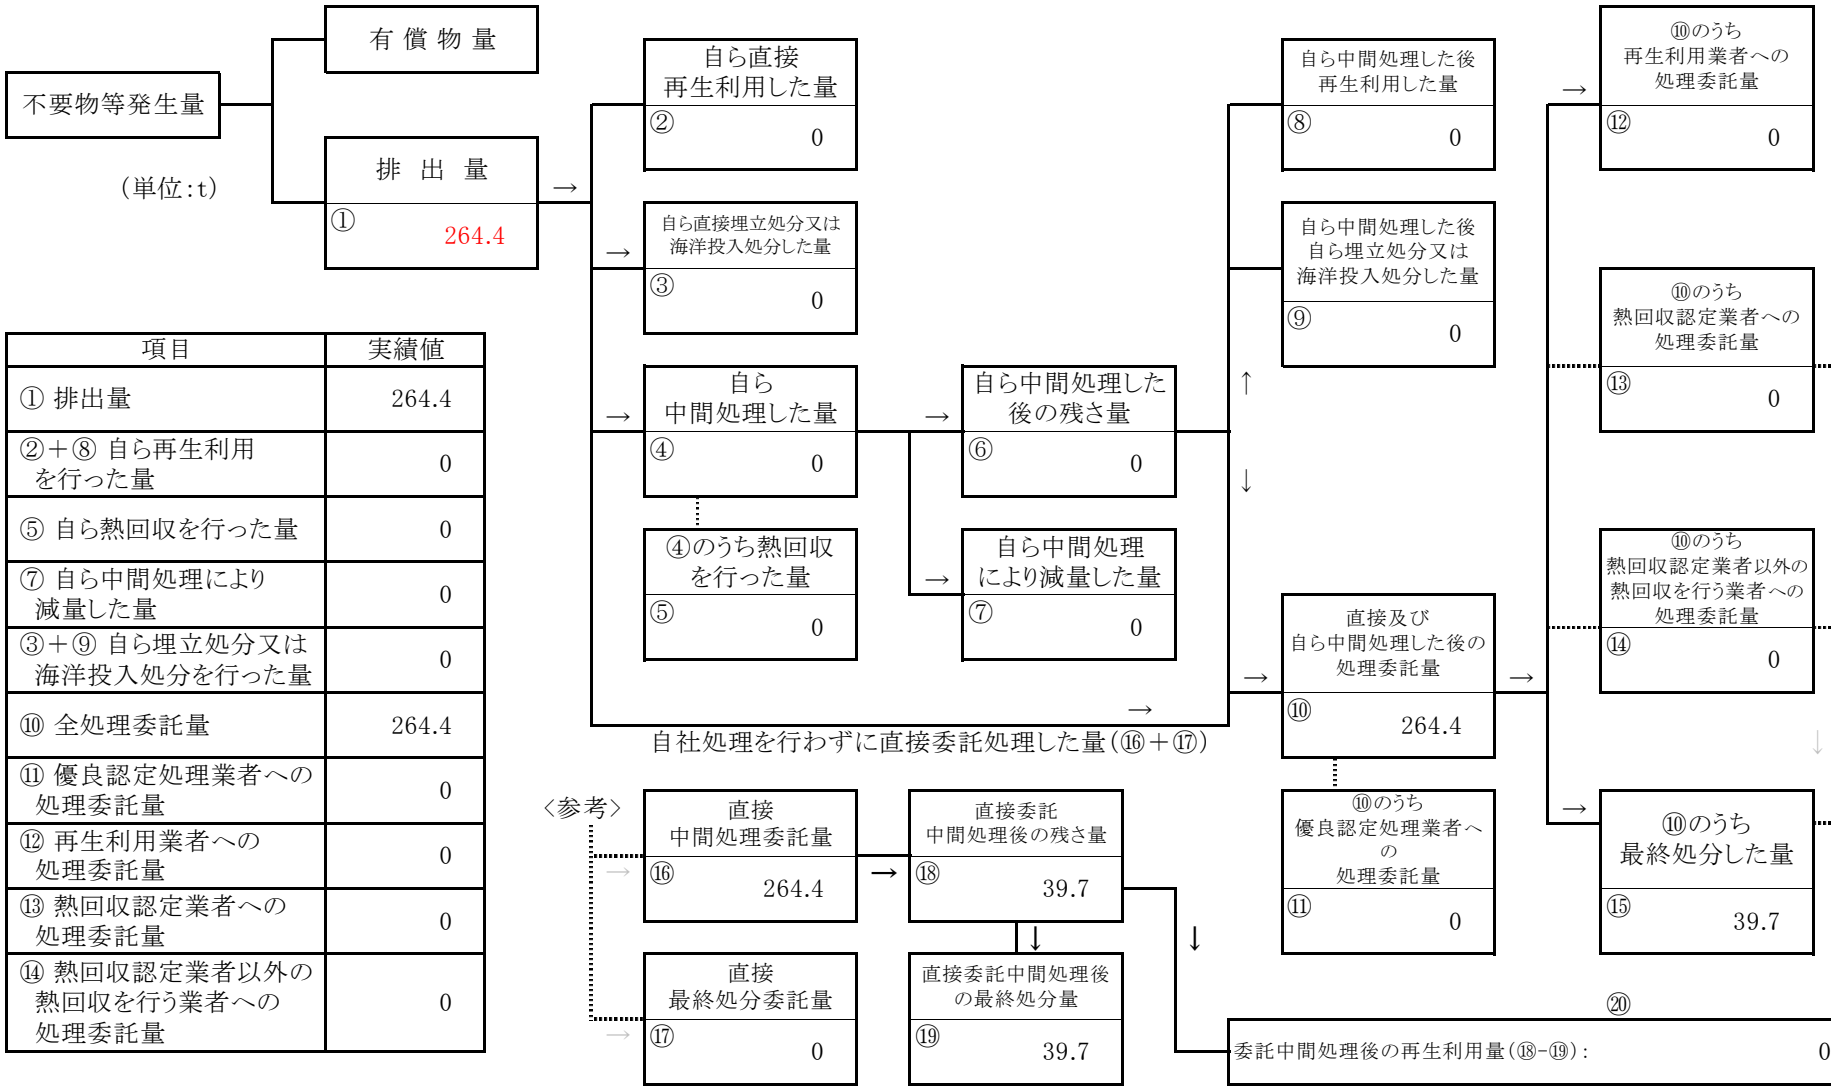 有 償 物 量
不要物等発生量
(単位:t)
排 出 量
①
264.4
→
自ら直接
再生利用した量
②
0
→
自ら直接埋立処分又は
海洋投入処分した量
③
0
→
自ら
中間処理した量
④
0
④のうち熱回収
を行った量
⑤
0
→
自ら中間処理した
後の残さ量
⑥
0
→
自ら中間処理
により減量した量
⑦
0
↑
↓
自ら中間処理した後
再生利用した量
⑧
0
自ら中間処理した後
自ら埋立処分又は
海洋投入処分した量
⑨
0
→
自社処理を行わずに直接委託処理した量(⑯+⑰)
→
直接及び
自ら中間処理した後の
処理委託量
⑩
264.4
→
⑩のうち
優良認定処理業者へ
の
処理委託量
⑪
0
→
⑩のうち
再生利用業者への
処理委託量
⑫
0
⑩のうち
熱回収認定業者への
処理委託量
⑬
0
⑩のうち
熱回収認定業者以外の
熱回収を行う業者への
処理委託量
⑭
0
↓
→
⑩のうち
最終処分した量
⑮
39.7
項目 実績値
① 排出量 264.4
②+⑧ 自ら再生利用
を行った量 0
⑤ 自ら熱回収を行った量 0
⑦ 自ら中間処理により
減量した量 0
③+⑨ 自ら埋立処分又は
海洋投入処分を行った量 0
⑩ 全処理委託量 264.4
⑪ 優良認定処理業者への
処理委託量 0
⑫ 再生利用業者への
処理委託量 0
⑬ 熱回収認定業者への
処理委託量 0
⑭ 熱回収認定業者以外の
熱回収を行う業者への
処理委託量 0
<参考>
→
直接
中間処理委託量
⑯
264.4
→
直接委託
中間処理後の残さ量
⑱
39.7
↓
↓
→
直接
最終処分委託量
⑰
0
直接委託中間処理後
の最終処分量
⑲
39.7
⑳
委託中間処理後の再生利用量(⑱-⑲): 0